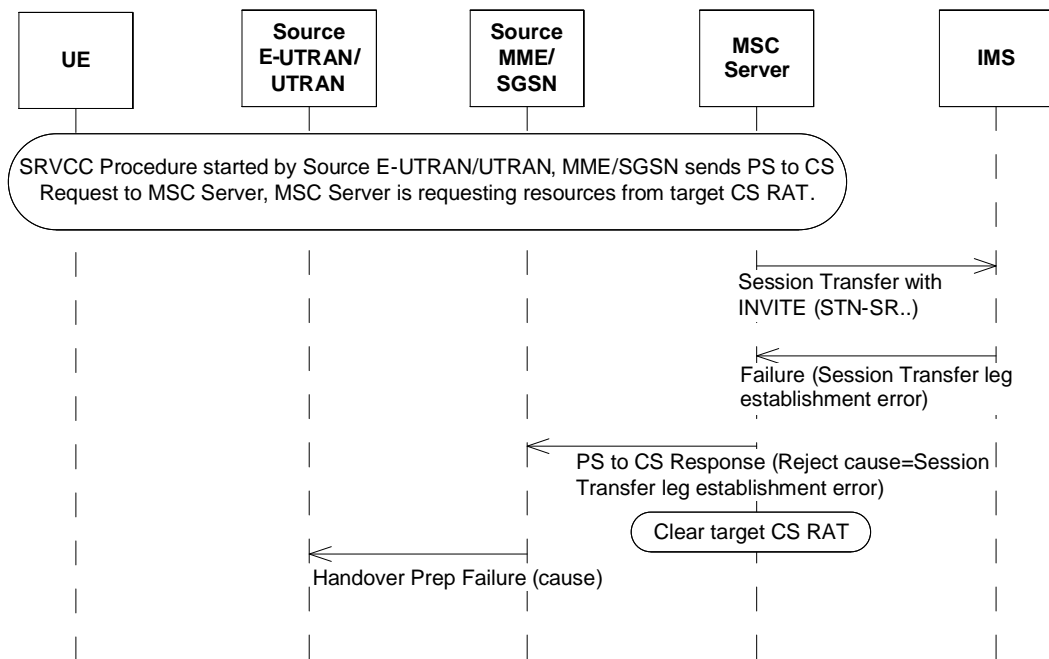 UE
Source
E-UTRAN/
UTRAN
Source
MME/
SGSN
MSC
Server
IMS
SRVCC Procedure started by Source E-UTRAN/UTRAN, MME/SGSN sends PS to CS
Request to MSC Server, MSC Server is requesting resources from target CS RAT.
Session Transfer with
INVITE (STN-SR..)
Failure (Session Transfer leg
establishment error)
PS to CS Response (Reject cause=Session
Transfer leg establishment error)
Clear target CS RAT
Handover Prep Failure (cause)